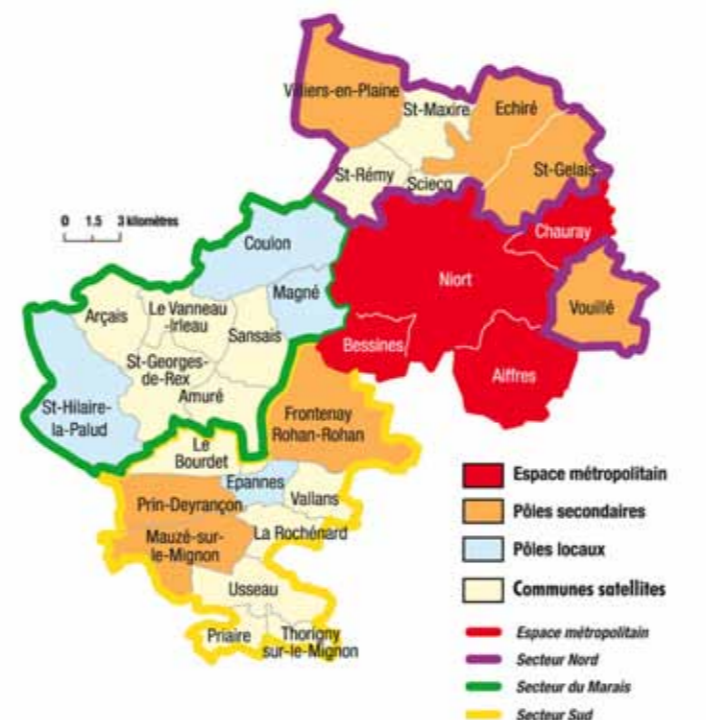 Villiers-en-Plaine
St-Maxire
Echiré
St-Rémy
Sciecq
St-Gelais
0 1.5 3 kilomètres
Chauray
Coulon
Niort
Magné
Vouillé
Arçais
Le Vanneau
-Irleau
Sansais
Bessines
St-Georges-
de-Rex
Aiffres
Amuré
St-Hilaire-
la-Palud
Frontenay
Rohan-Rohan
Le
Bourdet
Epannes
Vallans
Prin-Deyrançon
La Rochénard
Mauzé-sur-
le-Mignon
Usseau
Priaire
Thorigny
sur-le-Mignon
Espace métropolitain
Pôles secondaires
Pôles locaux
Communes satellites
Espace métropolitain
Secteur Nord
Secteur du Marais
Secteur Sud